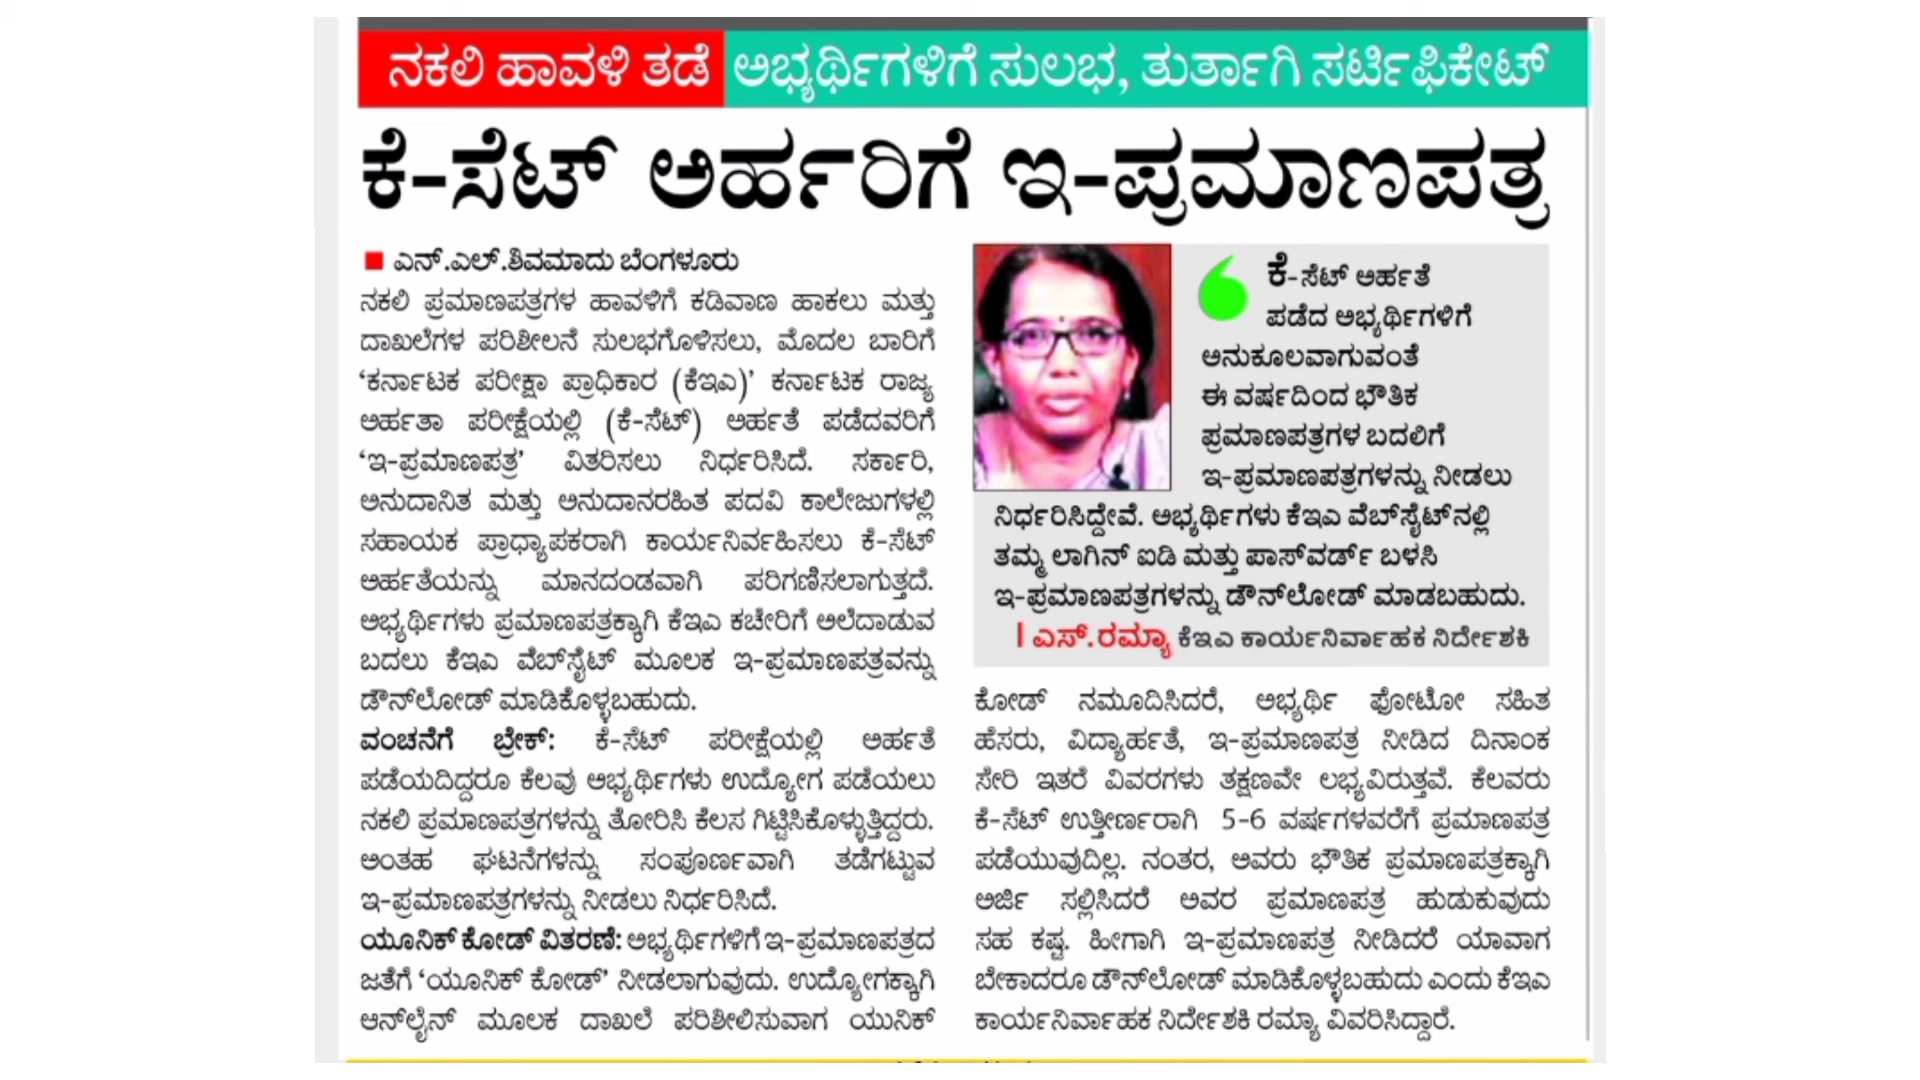 ನಕಲಿ ಹಾವಳಿ ತಡೆ ಅಭ್ಯರ್ಥಿಗಳಿಗೆ ಸುಲಭ, ತುರ್ತಾಗಿ ಸರ್ಟಿಫಿಕೇಟ್
ಕೆ-ಸೆಟ್ ಅರ್ಹರಿಗೆ ಇ-ಪ್ರಮಾಣಪತ್ರ
■ ಎನ್.ಎಲ್.ಶಿವಮಾದು ಬೆಂಗಳೂರು
ನಕಲಿ ಪ್ರಮಾಣಪತ್ರಗಳ ಹಾವಳಿಗೆ ಕಡಿವಾಣ ಹಾಕಲು ಮತ್ತು
ದಾಖಲೆಗಳ ಪರಿಶೀಲನೆ ಸುಲಭಗೊಳಿಸಲು, ಮೊದಲ ಬಾರಿಗೆ
‘ಕರ್ನಾಟಕ ಪರೀಕ್ಷಾ ಪ್ರಾಧಿಕಾರ (ಕೆಇಎ)’ ಕರ್ನಾಟಕ ರಾಜ್ಯ
ಅರ್ಹತಾ ಪರೀಕ್ಷೆಯಲ್ಲಿ (ಕೆ-ಸೆಟ್) ಅರ್ಹತೆ ಪಡೆದವರಿಗೆ
‘ಇ-ಪ್ರಮಾಣಪತ್ರ’ ವಿತರಿಸಲು ನಿರ್ಧರಿಸಿದೆ. ಸರ್ಕಾರಿ,
ಅನುದಾನಿತ ಮತ್ತು ಅನುದಾನರಹಿತ ಪದವಿ ಕಾಲೇಜುಗಳಲ್ಲಿ
ಸಹಾಯಕ ಪ್ರಾಧ್ಯಾಪಕರಾಗಿ ಕಾರ್ಯನಿರ್ವಹಿಸಲು ಕೆ-ಸೆಟ್
ಅರ್ಹತೆಯನ್ನು ಮಾನದಂಡವಾಗಿ ಪರಿಗಣಿಸಲಾಗುತ್ತದೆ.
ಅಭ್ಯರ್ಥಿಗಳು ಪ್ರಮಾಣಪತ್ರಕ್ಕಾಗಿ ಕೆಇಎ ಕಚೇರಿಗೆ ಅಲೆದಾಡುವ
ಬದಲು ಕೆಇಎ ವೆಬ್‌ಸೈಟ್ ಮೂಲಕ ಇ-ಪ್ರಮಾಣಪತ್ರವನ್ನು
ಡೌನ್‌ಲೋಡ್ ಮಾಡಿಕೊಳ್ಳಬಹುದು.
ವಂಚನೆಗೆ ಬ್ರೇಕ್: ಕೆ-ಸೆಟ್ ಪರೀಕ್ಷೆಯಲ್ಲಿ ಅರ್ಹತೆ
ಪಡೆಯದಿದ್ದರೂ ಕೆಲವು ಅಭ್ಯರ್ಥಿಗಳು ಉದ್ಯೋಗ ಪಡೆಯಲು
ನಕಲಿ ಪ್ರಮಾಣಪತ್ರಗಳನ್ನು ತೋರಿಸಿ ಕೆಲಸ ಗಿಟ್ಟಿಸಿಕೊಳ್ಳುತ್ತಿದ್ದರು.
ಅಂತಹ ಘಟನೆಗಳನ್ನು ಸಂಪೂರ್ಣವಾಗಿ ತಡೆಗಟ್ಟುವ
ಇ-ಪ್ರಮಾಣಪತ್ರಗಳನ್ನು ನೀಡಲು ನಿರ್ಧರಿಸಿದೆ.
ಯೂನಿಕ್ ಕೋಡ್ ವಿತರಣೆ: ಅಭ್ಯರ್ಥಿಗಳಿಗೆ ಇ-ಪ್ರಮಾಣಪತ್ರದ
ಜತೆಗೆ ‘ಯೂನಿಕ್ ಕೋಡ್’ ನೀಡಲಾಗುವುದು. ಉದ್ಯೋಗಕ್ಕಾಗಿ
ಆನ್‌ಲೈನ್ ಮೂಲಕ ದಾಖಲೆ ಪರಿಶೀಲಿಸುವಾಗ ಯುನಿಕ್
ಕೆ-ಸೆಟ್ ಅರ್ಹತೆ
ಪಡೆದ ಅಭ್ಯರ್ಥಿಗಳಿಗೆ
ಅನುಕೂಲವಾಗುವಂತೆ
ಈ ವರ್ಷದಿಂದ ಭೌತಿಕ
ಪ್ರಮಾಣಪತ್ರಗಳ ಬದಲಿಗೆ
ಇ-ಪ್ರಮಾಣಪತ್ರಗಳನ್ನು ನೀಡಲು
ನಿರ್ಧರಿಸಿದ್ದೇವೆ. ಅಭ್ಯರ್ಥಿಗಳು ಕೆಇಎ ವೆಬ್‌ಸೈಟ್‌ನಲ್ಲಿ
ತಮ್ಮ ಲಾಗಿನ್ ಐಡಿ ಮತ್ತು ಪಾಸ್‌ವರ್ಡ್ ಬಳಸಿ
ಇ-ಪ್ರಮಾಣಪತ್ರಗಳನ್ನು ಡೌನ್‌ಲೋಡ್ ಮಾಡಬಹುದು.
| ಎಸ್.ರಮ್ಯಾ ಕೆಇಎ ಕಾರ್ಯನಿರ್ವಾಹಕ ನಿರ್ದೇಶಕಿ
ಕೋಡ್ ನಮೂದಿಸಿದರೆ, ಅಭ್ಯರ್ಥಿ ಫೋಟೋ ಸಹಿತ
ಹೆಸರು, ವಿದ್ಯಾರ್ಹತೆ, ಇ-ಪ್ರಮಾಣಪತ್ರ ನೀಡಿದ ದಿನಾಂಕ
ಸೇರಿ ಇತರೆ ವಿವರಗಳು ತಕ್ಷಣವೇ ಲಭ್ಯವಿರುತ್ತವೆ. ಕೆಲವರು
ಕೆ-ಸೆಟ್ ಉತ್ತೀರ್ಣರಾಗಿ 5-6 ವರ್ಷಗಳವರೆಗೆ ಪ್ರಮಾಣಪತ್ರ
ಪಡೆಯುವುದಿಲ್ಲ. ನಂತರ, ಅವರು ಭೌತಿಕ ಪ್ರಮಾಣಪತ್ರಕ್ಕಾಗಿ
ಅರ್ಜಿ ಸಲ್ಲಿಸಿದರೆ ಅವರ ಪ್ರಮಾಣಪತ್ರ ಹುಡುಕುವುದು
ಸಹ ಕಷ್ಟ. ಹೀಗಾಗಿ ಇ-ಪ್ರಮಾಣಪತ್ರ ನೀಡಿದರೆ ಯಾವಾಗ
ಬೇಕಾದರೂ ಡೌನ್‌ಲೋಡ್ ಮಾಡಿಕೊಳ್ಳಬಹುದು ಎಂದು ಕೆಇಎ
ಕಾರ್ಯನಿರ್ವಾಹಕ ನಿರ್ದೇಶಕಿ ರಮ್ಯಾ ವಿವರಿಸಿದ್ದಾರೆ.